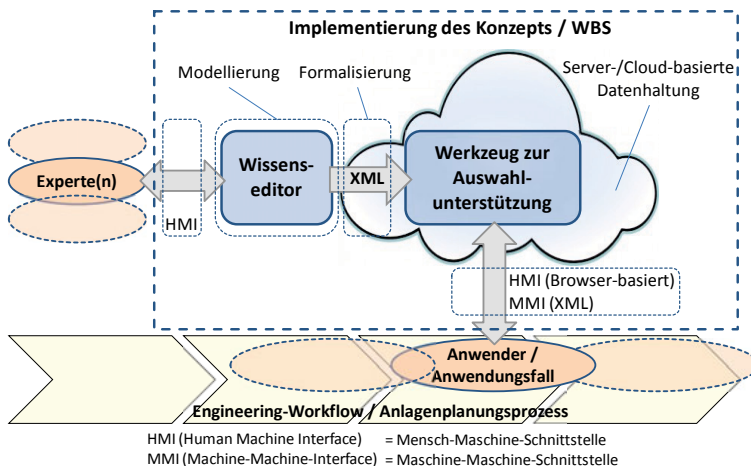 Implementierung des Konzepts / WBS
Modellierung
Formalisierung
Server-/Cloud-basierte
Datenhaltung
Experte(n)
HMI
Wissens-
editor
XML
Werkzeug zur
Auswahl-
unterstützung
HMI (Browser-basiert)
MMI (XML)
Anwender /
Anwendungsfall
Engineering-Workflow / Anlagenplanungsprozess
HMI (Human Machine Interface) = Mensch-Maschine-Schnittstelle
MMI (Machine-Machine-Interface) = Maschine-Maschine-Schnittstelle